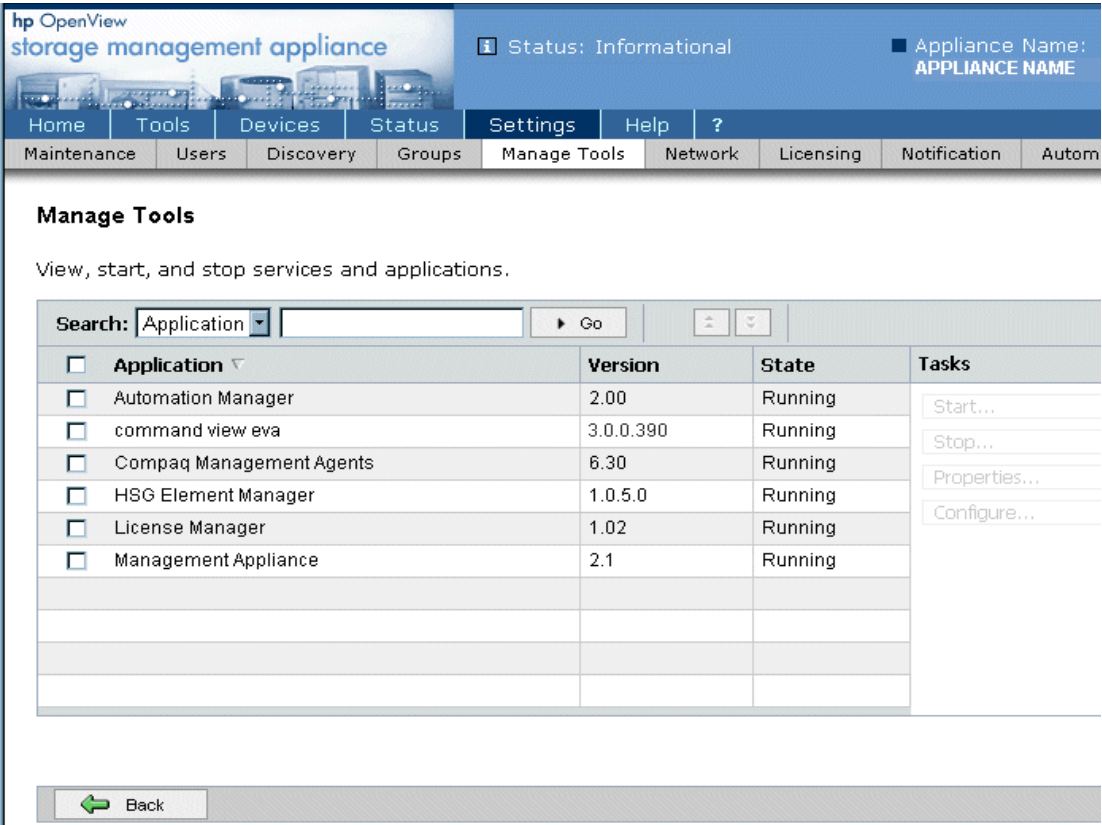 hp OpenView
storage management appliance
Status: Informational
Appliance Name:
APPLIANCE NAME
Home Tools Devices Status Settings Help ?
Maintenance Users Discovery Groups Manage Tools Network Licensing Notification Autom
Manage Tools
View, start, and stop services and applications.
Search: Application Go
Application Version State Tasks
Automation Manager 2.00 Running
Start...
command view eva 3.0.0.390 Running
Stop...
Compaq Management Agents 6.30 Running
Properties...
HSG Element Manager 1.0.5.0 Running
Configure...
License Manager 1.02 Running
Management Appliance 2.1 Running
Back